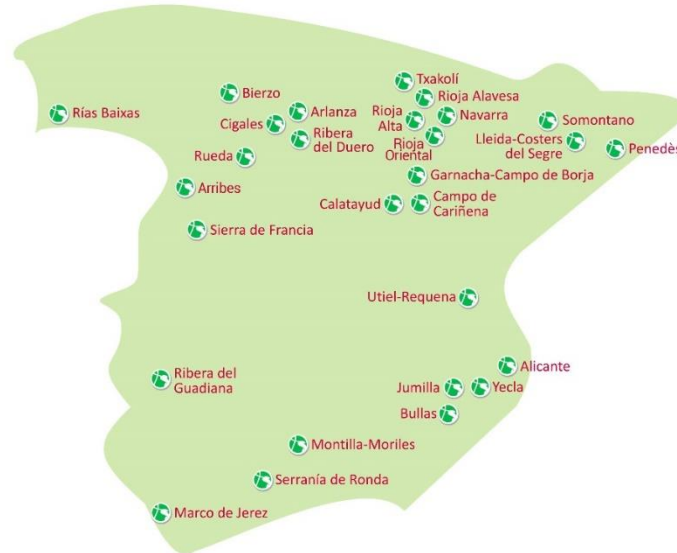 Txakolí
Bierzo
Rioja Alavesa
Rías Baixas
Arlanza
Navarra
Rioja
Alta
Somontano
Cigales
Ribera
del Duero
Rioja
Oriental
Lleida-Costers
del Segre
Penedès
Rueda
Garnacha-Campo de Borja
Arribes
Calatayud
Campo de
Cariñena
Sierra de Francia
Utiel-Requena
Alicante
Ribera del
Guadiana
Jumilla
Yecla
Bullas
Montilla-Moriles
Serranía de Ronda
Marco de Jerez